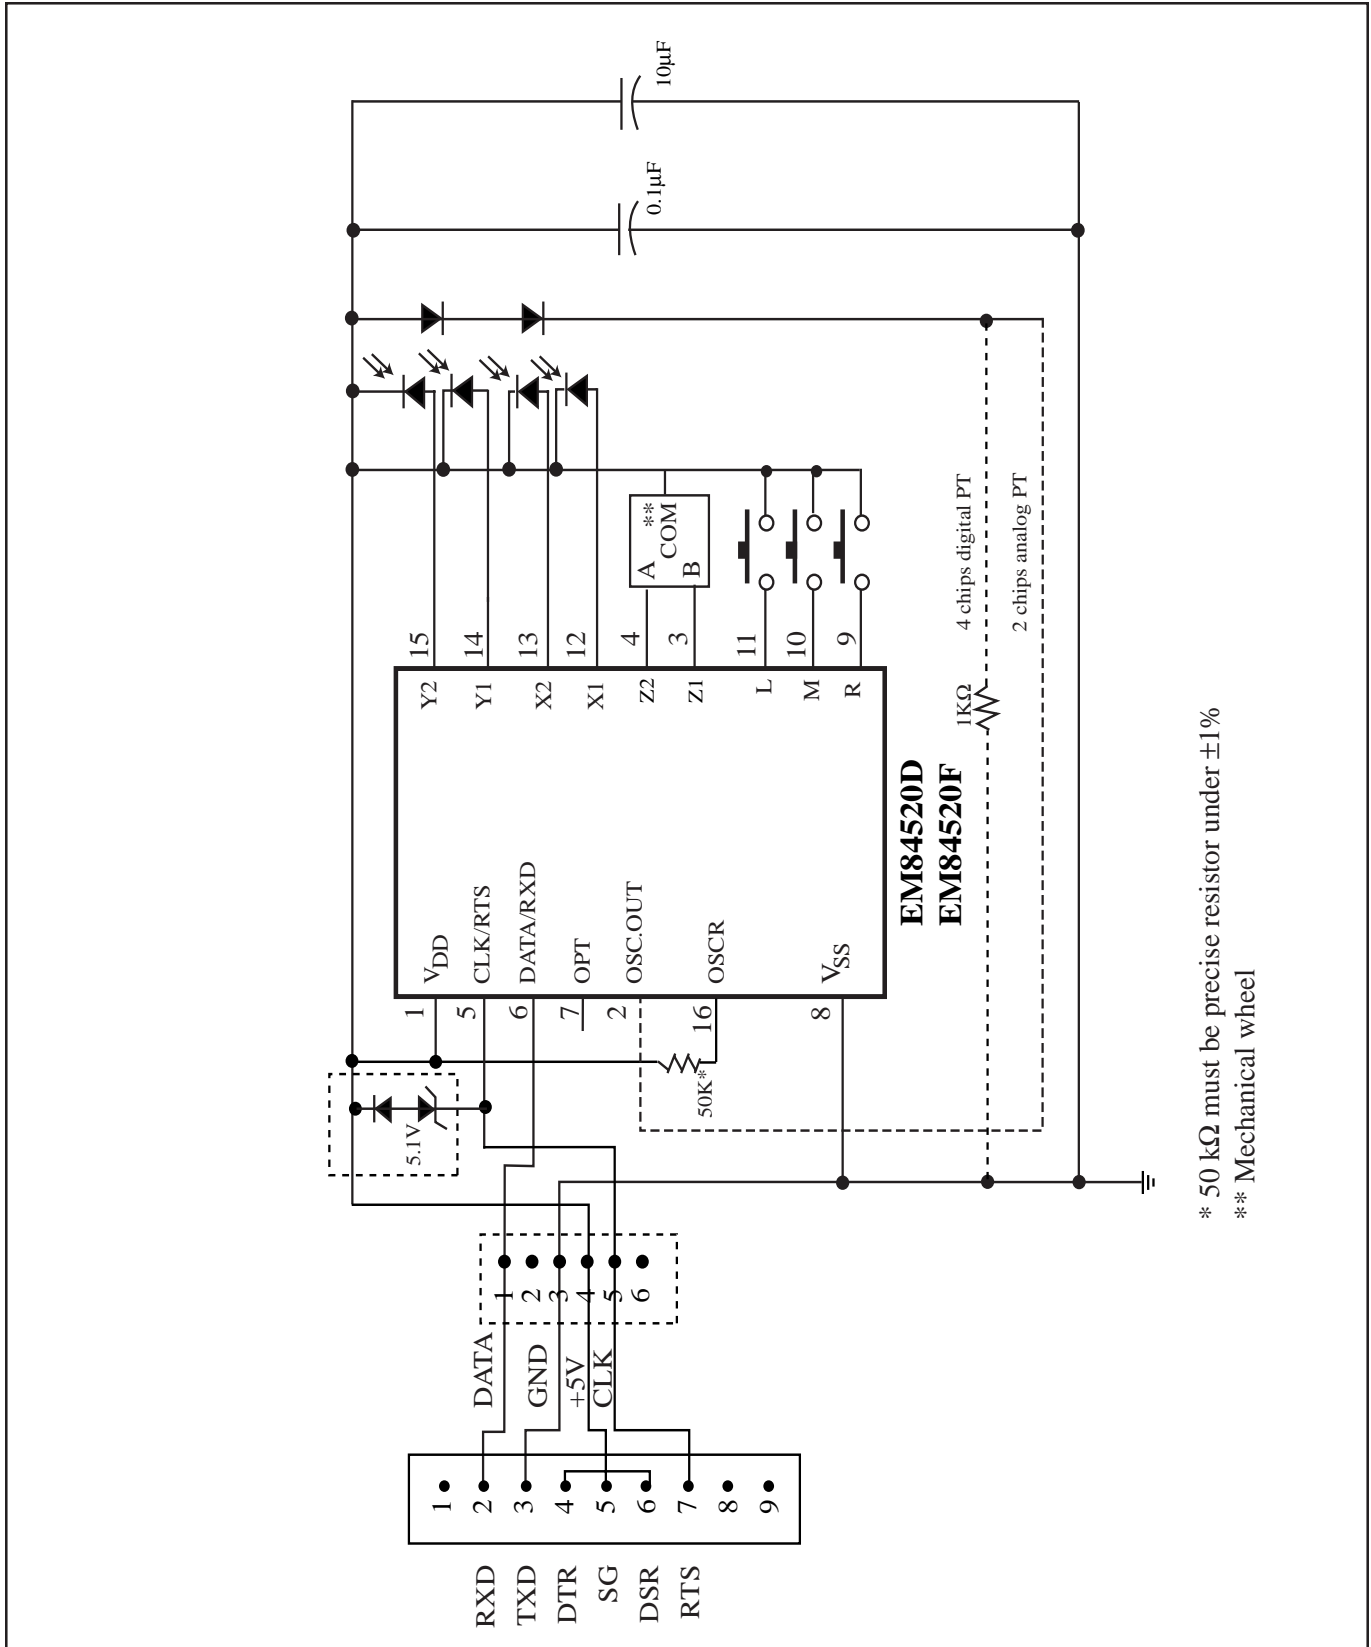 RXD
TXD
DTR
SG
DSR
RTS
1
2
3
4
5
6
7
8
9
DATA
GND
+5V
CLK
1
2
3
4
5
6
5.1V
50K*
1
5
6
7
2
16
8
VDD
CLK/RTS
DATA/RXD
OPT
OSC.OUT
OSCR
VSS
EM84520D
EM84520F
Y2
Y1
X2
X1
Z2
Z1
L
M
R
15
14
13
12
4
3
11
10
9
A
B
**
COM
1KΩ
4 chips digital PT
2 chips analog PT
0.1µF
10µF
* 50 kΩ must be precise resistor under ±1%
** Mechanical wheel